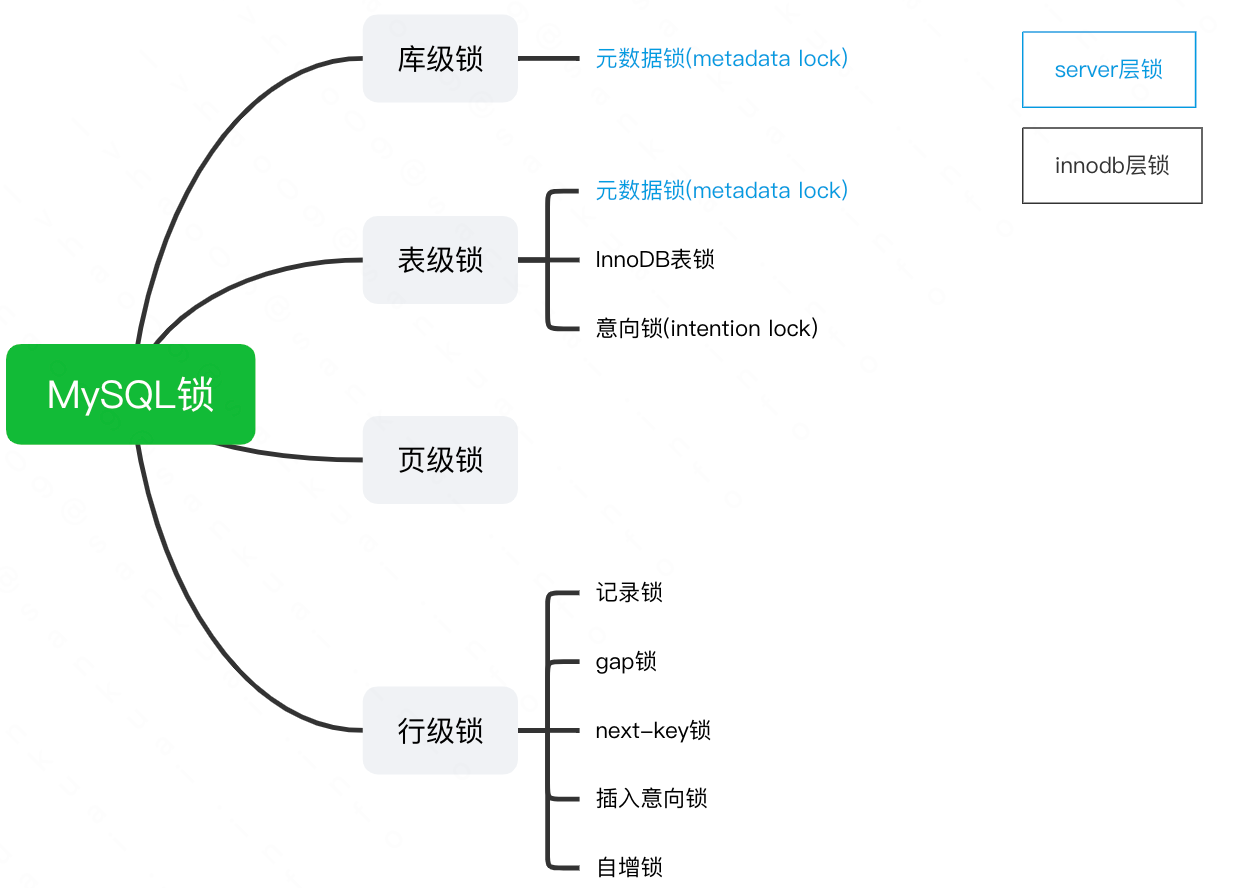 MySQL锁
库级锁
元数据锁(metadata lock)
表级锁
元数据锁(metadata lock)
InnoDB表锁
意向锁(intention lock)
页级锁
行级锁
记录锁
gap锁
next-key锁
插入意向锁
自增锁
server层锁
innodb层锁